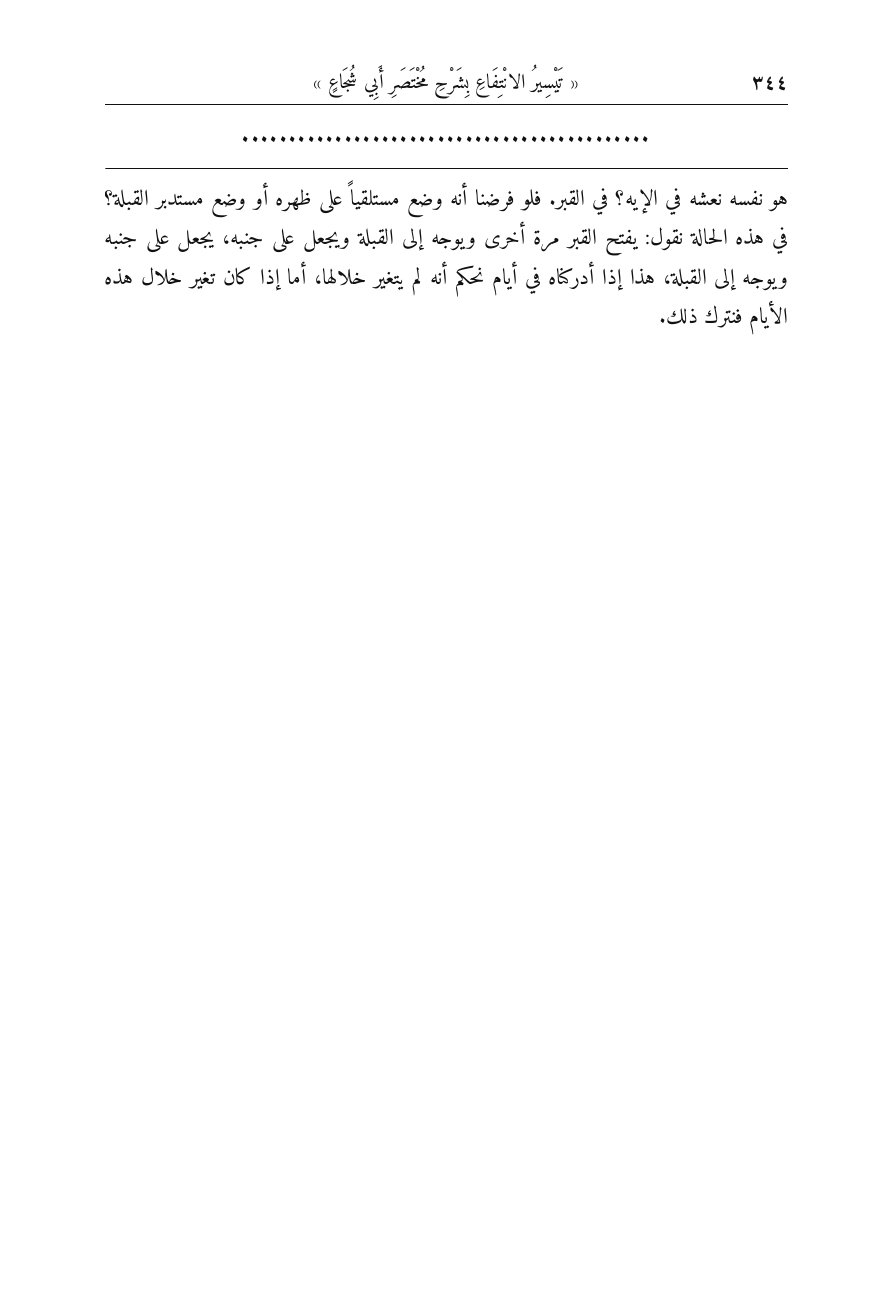 ٣٤٤
« تَيْسِيرُ الانْتِفَاعِ بِشَرْحِ مُخْتَصَرِ أَبِي شُجَاعٍ »
............................................
هو نفسه نعشه في الإيه؟ في القبر. فلو فرضنا أنه وضع مستلقياً على ظهره أو وضع مستدبر القبلة؟
في هذه الحالة نقول: يفتح القبر مرة أخرى ويوجه إلى القبلة ويجعل على جنبه، يجعل على جنبه
ويوجه إلى القبلة، هذا إذا أدركناه في أيام نحكم أنه لم يتغير خلالها، أما إذا كان تغير خلال هذه
الأيام فنترك ذلك.